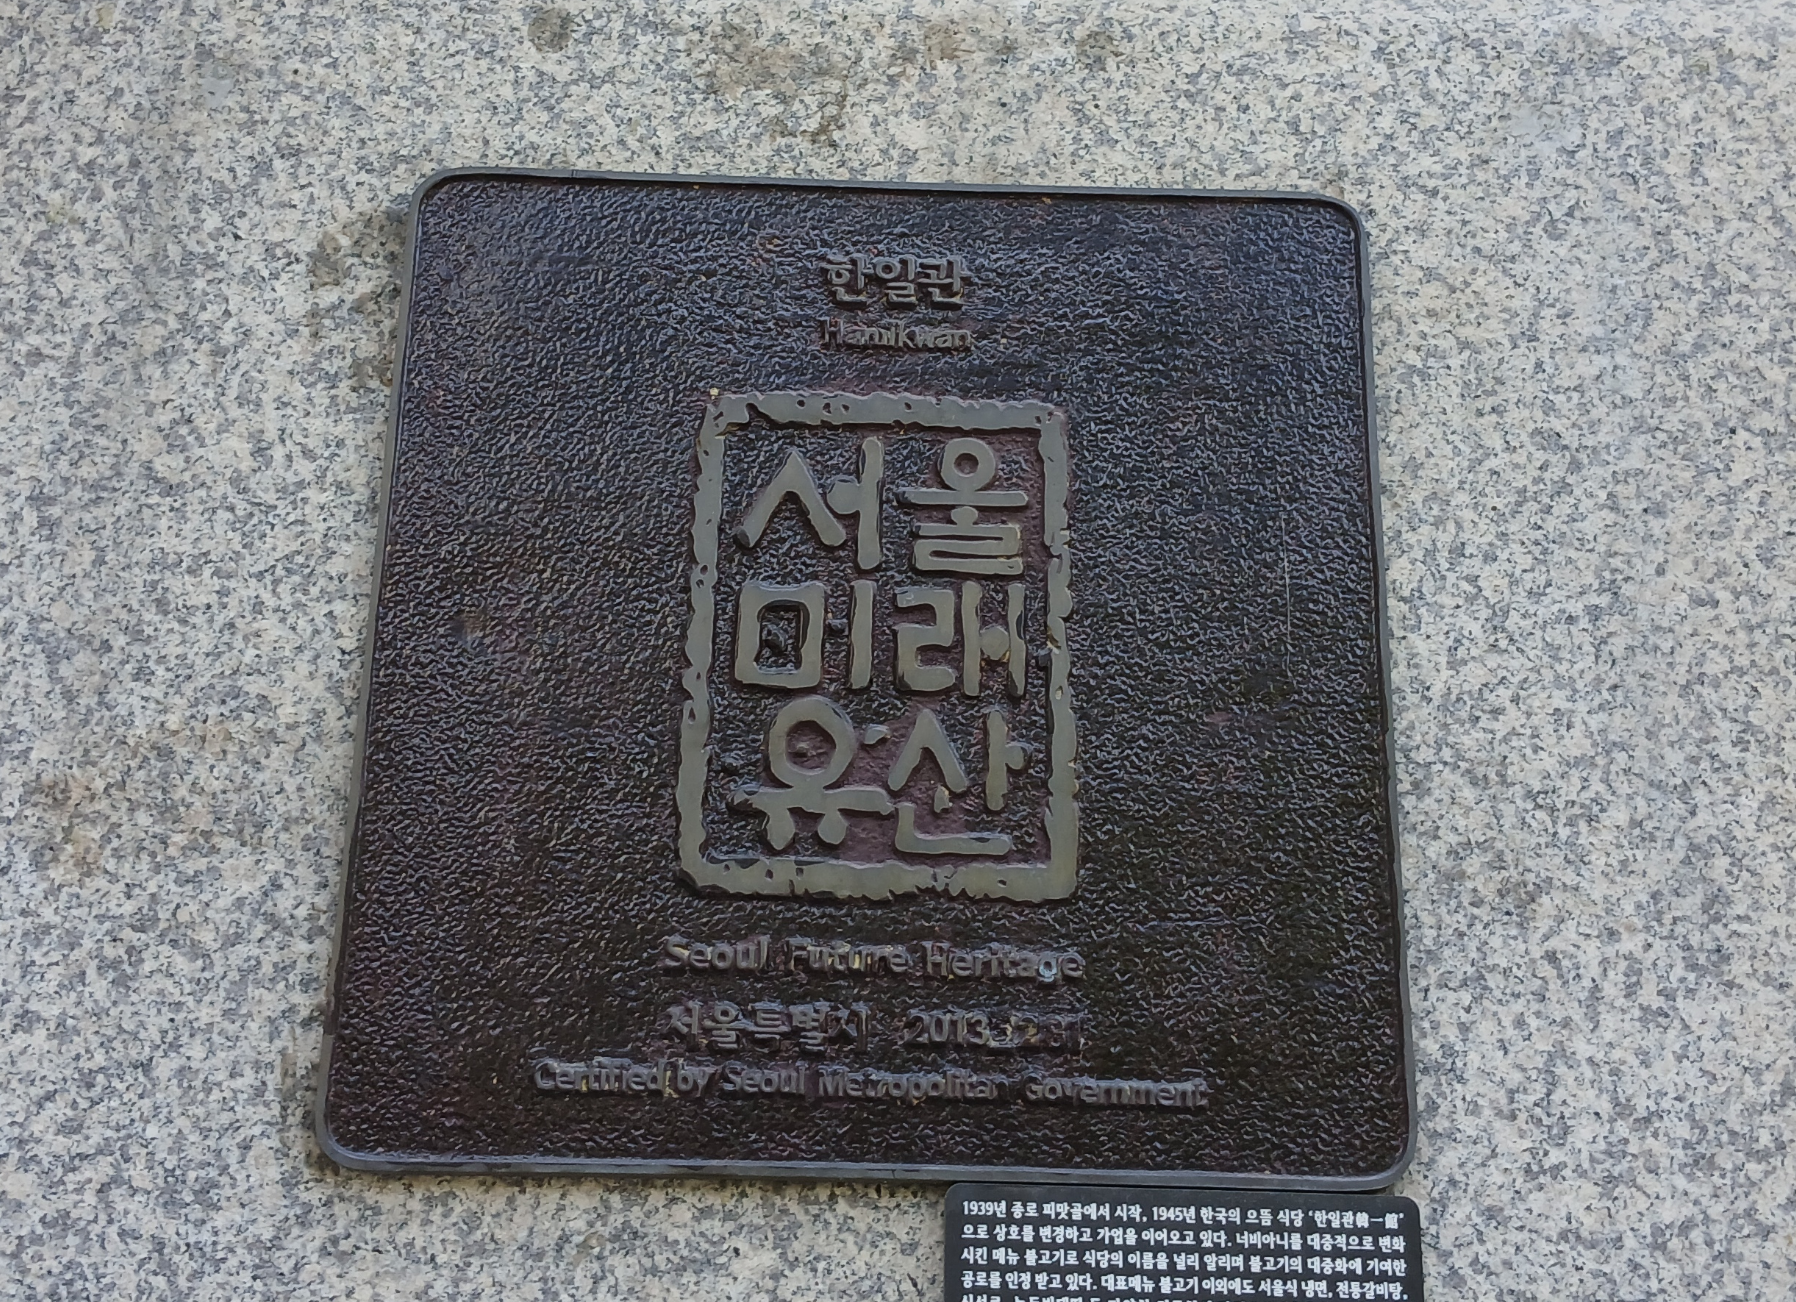 한일관
Hanilkwan
서울
미래
유산
Seoul Future Heritage
서울특별시 2013.12.31
Certified by Seoul Metropolitan Government
1939년 종로 피맛골에서 시작, 1945년 한국의 으뜸 식당 ‘한일관韓一館’
으로 상호를 변경하고 가업을 이어오고 있다. 너비아니를 대중적으로 변화
시킨 메뉴 불고기로 식당의 이름을 널리 알리며 불고기의 대중화에 기여한
공로를 인정 받고 있다. 대표메뉴 불고기 이외에도 서울식 냉면, 전통갈비탕,